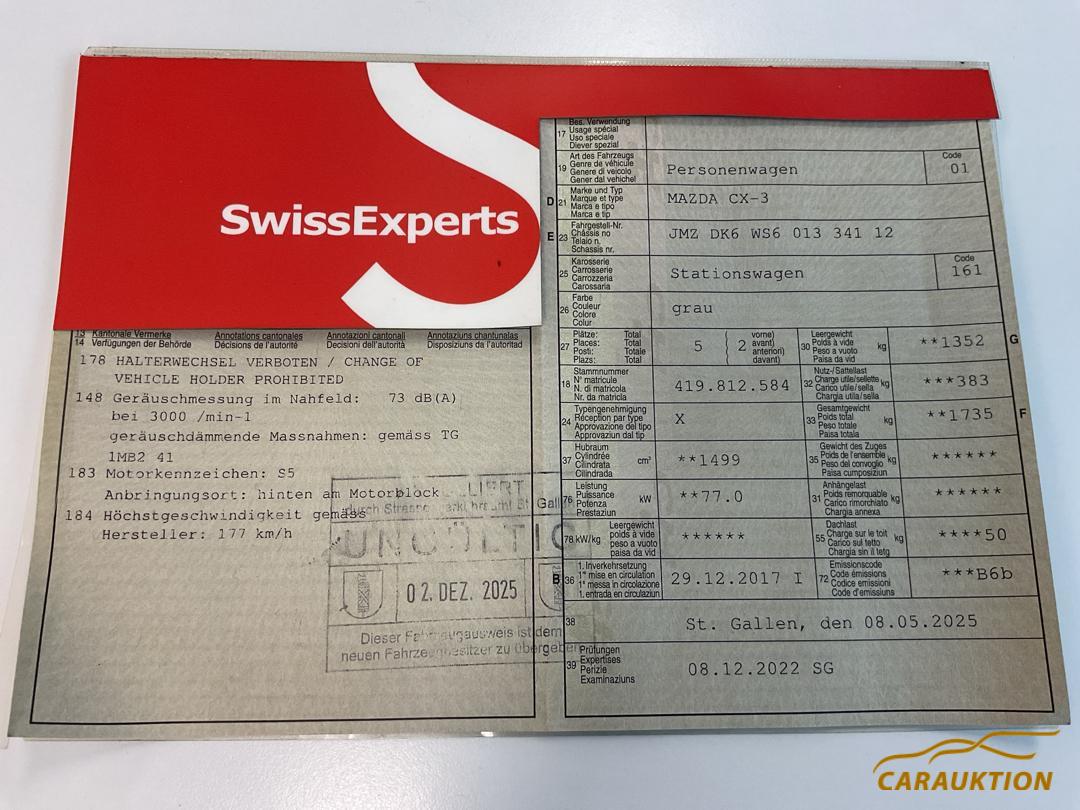 SwissExperts
13 Kantonale Vermerke Annotations cantonales Annotazioni cantonali Annotaziuns chantunalas
14 Verfügungen der Behörde Décisions de l'autorité Decisioni dell'autorità Disposiziuns da l'autoritad
178 HALTERWECHSEL VERBOTEN / CHANGE OF
VEHICLE HOLDER PROHIBITED
148 Geräuschmessung im Nahfeld: 73 dB(A)
bei 3000 /min-1
geräuschdämmende Massnahmen: gemäss TG
1MB2 41
183 Motorkennzeichen: S5
Anbringungsort: hinten am Motorblock
184 Höchstgeschwindigkeit gemäss
Hersteller: 177 km/h
durch St. Gall
UNGÜLTIG
02. DEZ. 2025
Dieser Fahrzeugausweis ist dem
neuen Fahrzeugbesitzer zu übergeben
17 Bes. Verwendung
Usage spécial
Uso speciale
Diever spezial
19 Art des Fahrzeugs
Genre de véhicule
Genere di veicolo
Gener dal vehichel
Personenwagen
Code
01
D 21 Marke und Typ
Marque et type
Marca e tipo
Marca e tip
MAZDA CX-3
E 23 Fahrgestell-Nr.
Châssis no
Telaio n.
Schassis nr.
JMZ DK6 WS6 013 341 12
25 Karosserie
Carrosserie
Carrozzeria
Carossaria
Stationswagen
Code
161
26 Farbe
Couleur
Colore
Colur
grau
27 Plätze: Total
Places: Total
Posti: Totale
Plazs: Total
5 ( 2 vorne)
avant)
anteriori)
davant)
30 Leergewicht
Poids à vide
Peso a vuoto
Paisa da vid
kg
**1352
G
18 Stammnummer
N° matricule
N. di matricola
Nr. da matricla
419.812.584
32 Nutz-/Sattellast
Charge utile/sellette
Carico utile/sella
Chargia utila/sella
kg
***383
24 Typengenehmigung
Réception par type
Approvazione del tipo
Approvaziun dal tip
X
33 Gesamtgewicht
Poids total
Peso totale
Paisa totala
kg
**1735
F
37 Hubraum
Cylindrée
Cilindrata
Cilindrada
cm³
**1499
35 Gewicht des Zuges
Poids de l'ensemble
Peso del convoglio
Paisa cumposiziun
kg
******
76 Leistung
Puissance
Potenza
Prestaziun
kW
**77.0
31 Anhängelast
Poids remorquable
Peso rimorchiato
Chargia annexa
kg
******
78 kW/kg Leergewicht
poids à vide
peso a vuoto
paisa da vid
******
55 Dachlast
Charge sur le toit
Carico sul tetto
Chargia sin il tetg
kg
****50
B 36 1. Inverkehrsetzung
1re mise en circulation
1a messa in circolazione
1. entrada en circulaziun
29.12.2017 I
72 Emissionscode
Code émissions
Codice emissioni
Code d'emissiuns
***B6b
38
St. Gallen, den 08.05.2025
39 Prüfungen
Expertises
Perizie
Examinaziuns
08.12.2022 SG
CARAUKTION